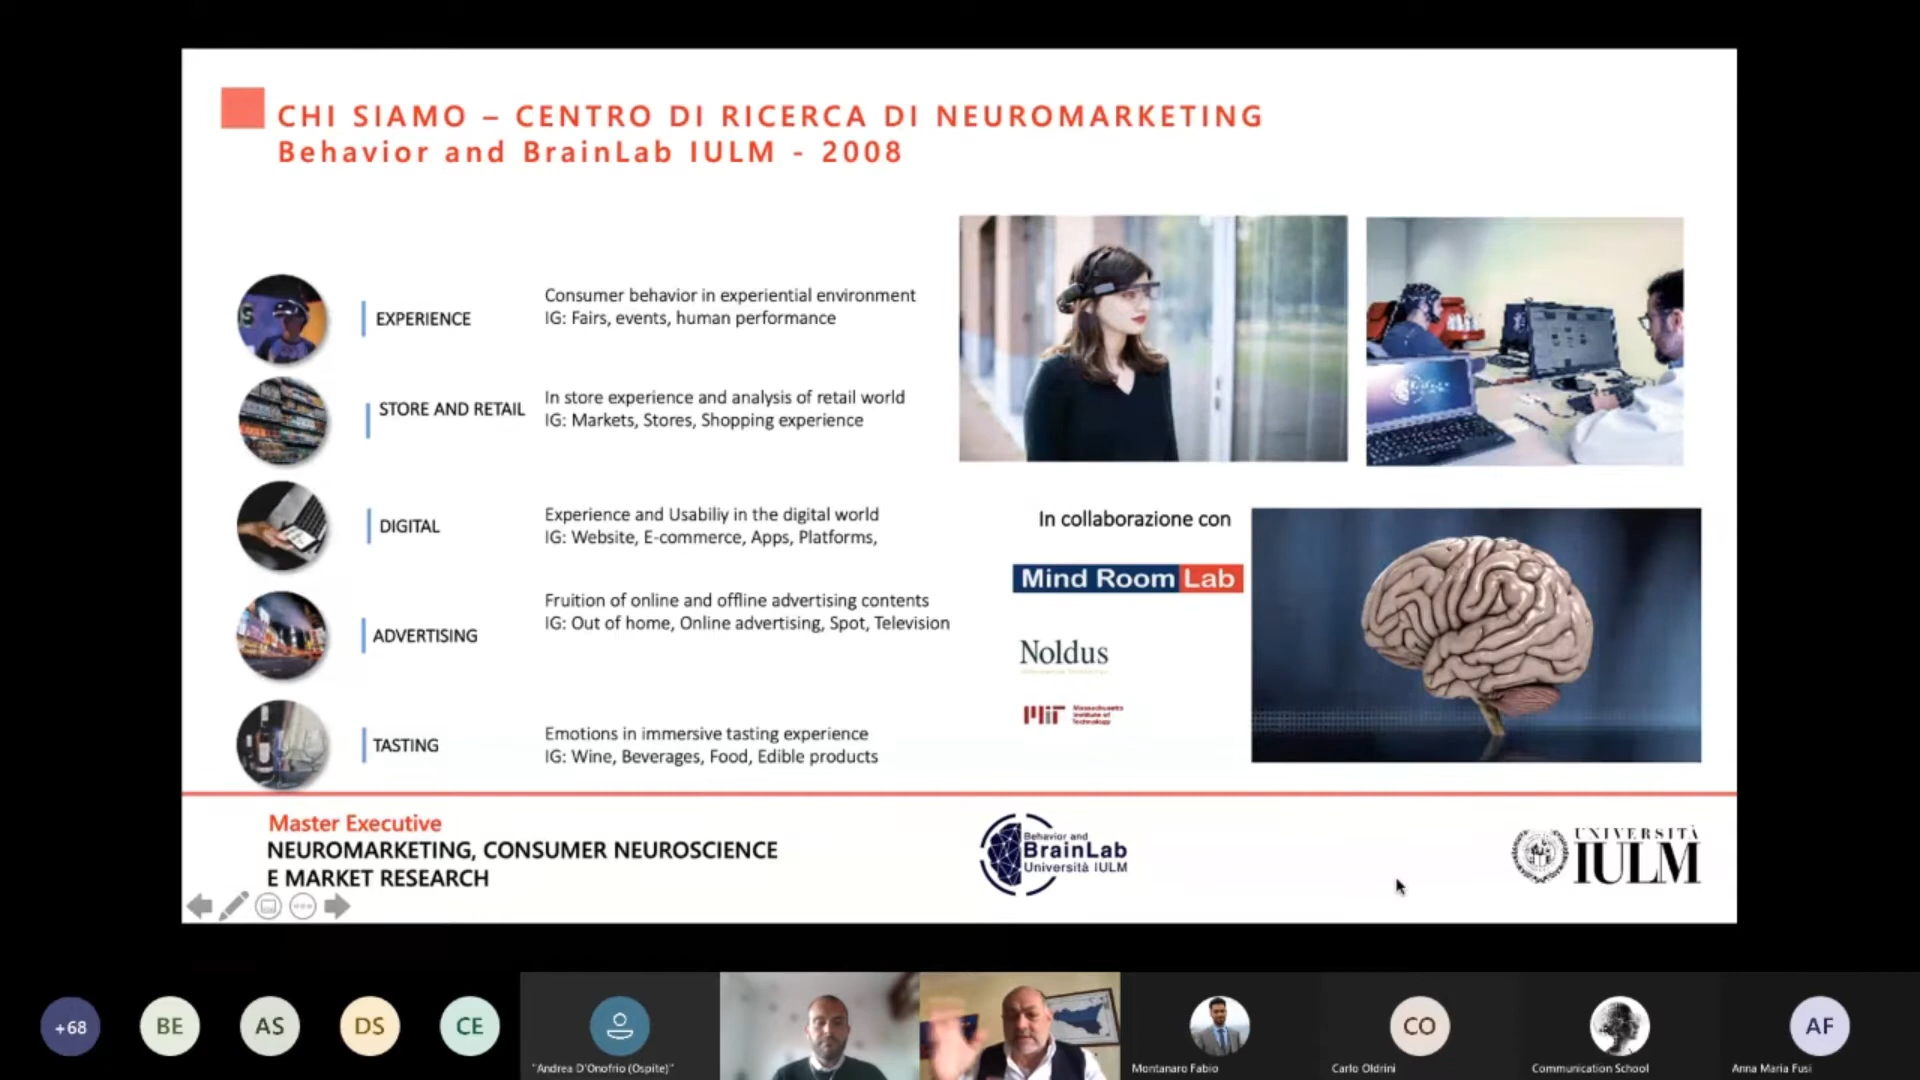 CHI SIAMO – CENTRO DI RICERCA DI NEUROMARKETING
Behavior and BrainLab IULM - 2008
EXPERIENCE
Consumer behavior in experiential environment
IG: Fairs, events, human performance
STORE AND RETAIL
In store experience and analysis of retail world
IG: Markets, Stores, Shopping experience
DIGITAL
Experience and Usabiliy in the digital world
IG: Website, E-commerce, Apps, Platforms,
ADVERTISING
Fruition of online and offline advertising contents
IG: Out of home, Online advertising, Spot, Television
TASTING
Emotions in immersive tasting experience
IG: Wine, Beverages, Food, Edible products
In collaborazione con
Mind Room Lab
Noldus
MIT Massachusetts
Institute of
Technology
Master Executive
NEUROMARKETING, CONSUMER NEUROSCIENCE
E MARKET RESEARCH
Behavior and
BrainLab
Università IULM
UNIVERSITÀ
IULM
+68
BE
AS
DS
CE
"Andrea D'Onofrio (Ospite)"
Montanaro Fabio
CO
Carlo Oldrini
Communication School
AF
Anna Maria Fusi